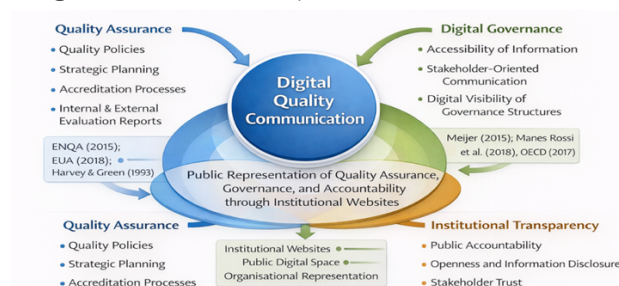 Quality Assurance
• Quality Policies
• Strategic Planning
• Accreditation Processes
• Internal & External
Evaluation Reports
ENQA (2015);
EUA (2018);
Harvey & Green (1993)
Digital
Quality
Communication
Digital Governance
• Accessibility of Information
• Stakeholder-Oriented
Communication
• Digital Visibility of
Governance Structures
Meijer (2015); Manes Rossi
et al. (2018), OECD (2017)
Public Representation of Quality Assurance,
Governance, and Accountability
through Institutional Websites
Quality Assurance
• Quality Policies
• Strategic Planning
• Accreditation Processes
Institutional Websites
Public Digital Space
Organisational Representation
Institutional Transparency
• Public Accountability
• Openness and Information Disclosure
• Stakeholder Trust